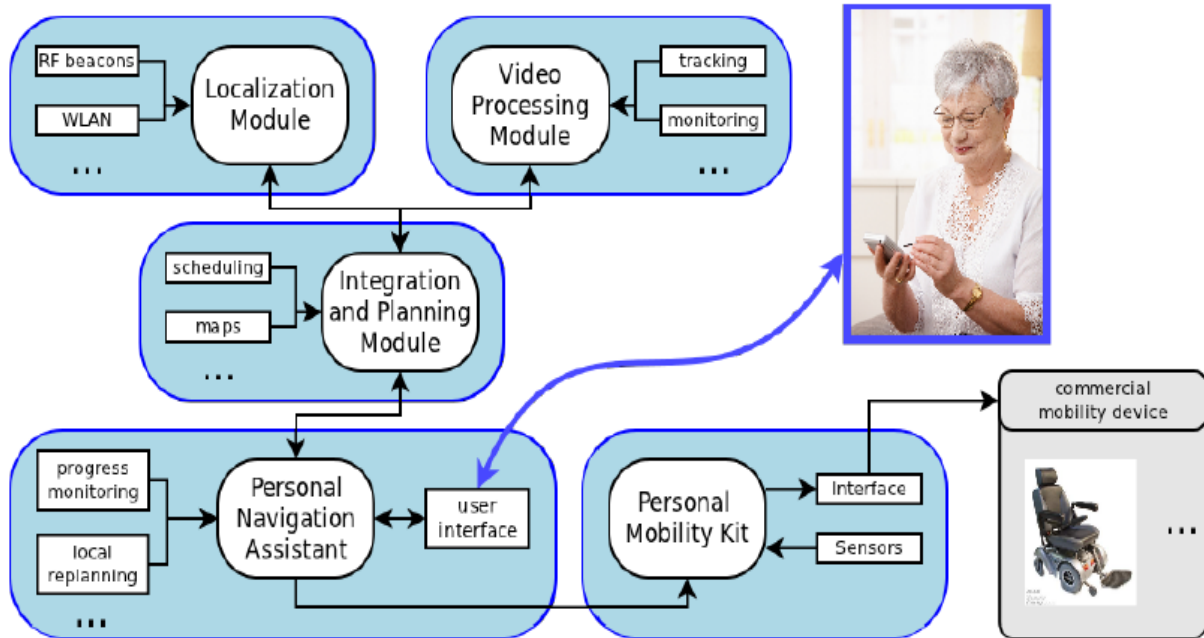 RF beacons
WLAN
...
Localization
Module
Video
Processing
Module
tracking
monitoring
...
scheduling
maps
...
Integration
and Planning
Module
commercial
mobility device
...
progress
monitoring
local
replanning
...
Personal
Navigation
Assistant
user
interface
Personal
Mobility Kit
Interface
Sensors